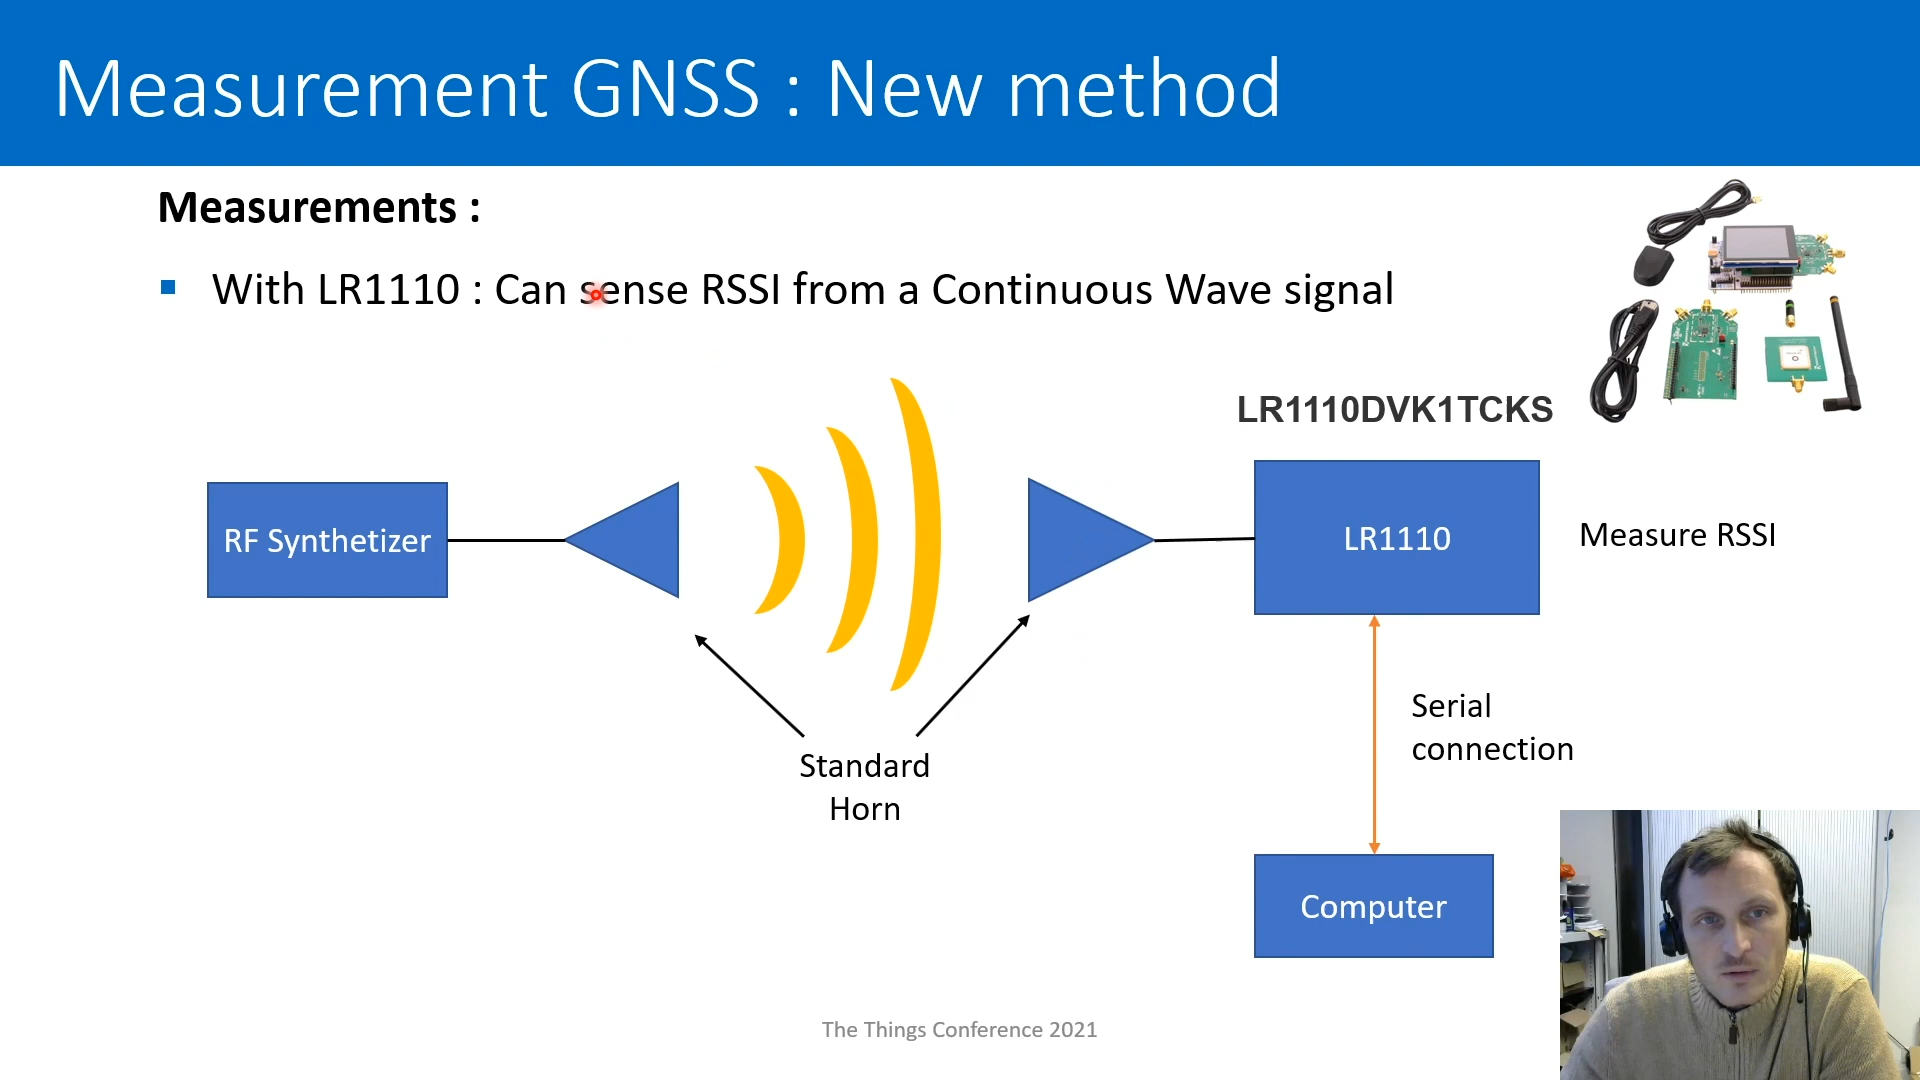 Measurement GNSS : New method
Measurements :
With LR1110 : Can sense RSSI from a Continuous Wave signal
LR1110DVK1TCKS
RF Synthetizer
LR1110
Measure RSSI
Serial
connection
Standard
Horn
Computer
The Things Conference 2021